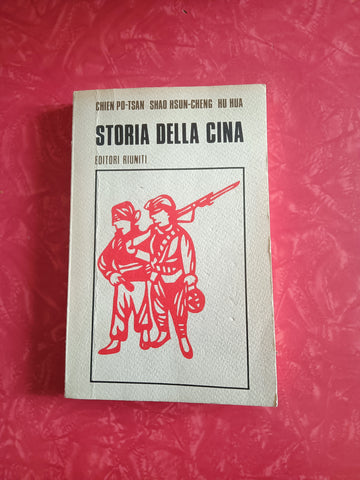 CHIEN PO-TSAN SHAO HSUN-CHENG HU HUA
STORIA DELLA CINA
EDITORI RIUNITI